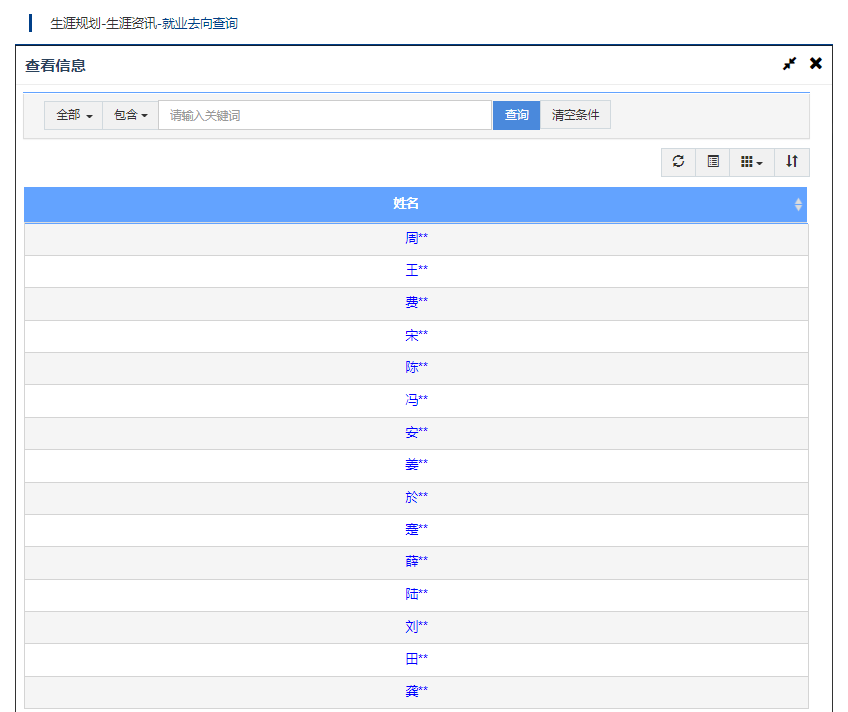 生涯规划-生涯资讯-就业去向查询
查看信息
全部 包含 请输入关键词 查询 清空条件
姓名
周**
王**
费**
宋**
陈**
冯**
安**
姜**
於**
蹇**
薛**
陆**
刘**
田**
龚**